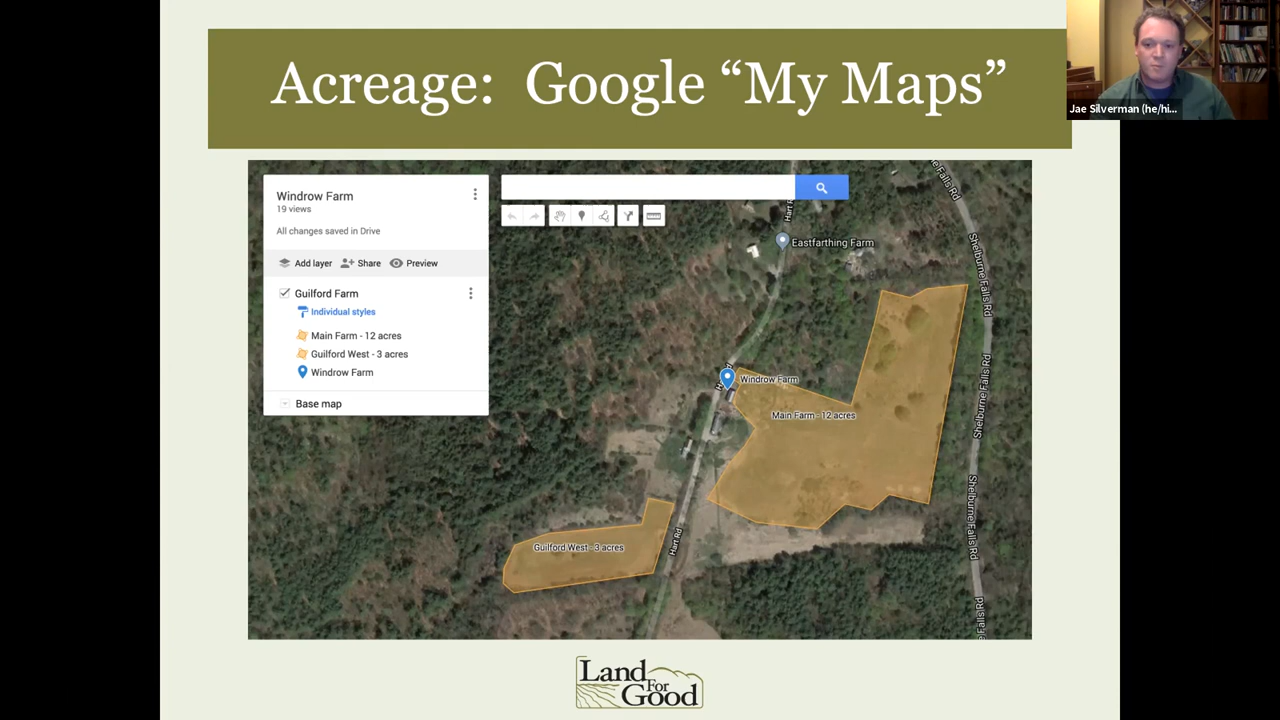 Acreage: Google “My Maps”
Jae Silverman (he/hi...
Windrow Farm
19 views
All changes saved in Drive
Add layer Share Preview
Guilford Farm
Individual styles
Main Farm - 12 acres
Guilford West - 3 acres
Windrow Farm
Base map
Hart R
Eastfarthing Farm
Windrow Farm
Main Farm - 12 acres
Guilford West - 3 acres
Hart Rd
e Falls Rd
Shelburne Falls Rd
Shelburne Falls Rd
Shelburne Falls Rd
e Falls Rd
Land
For
Good